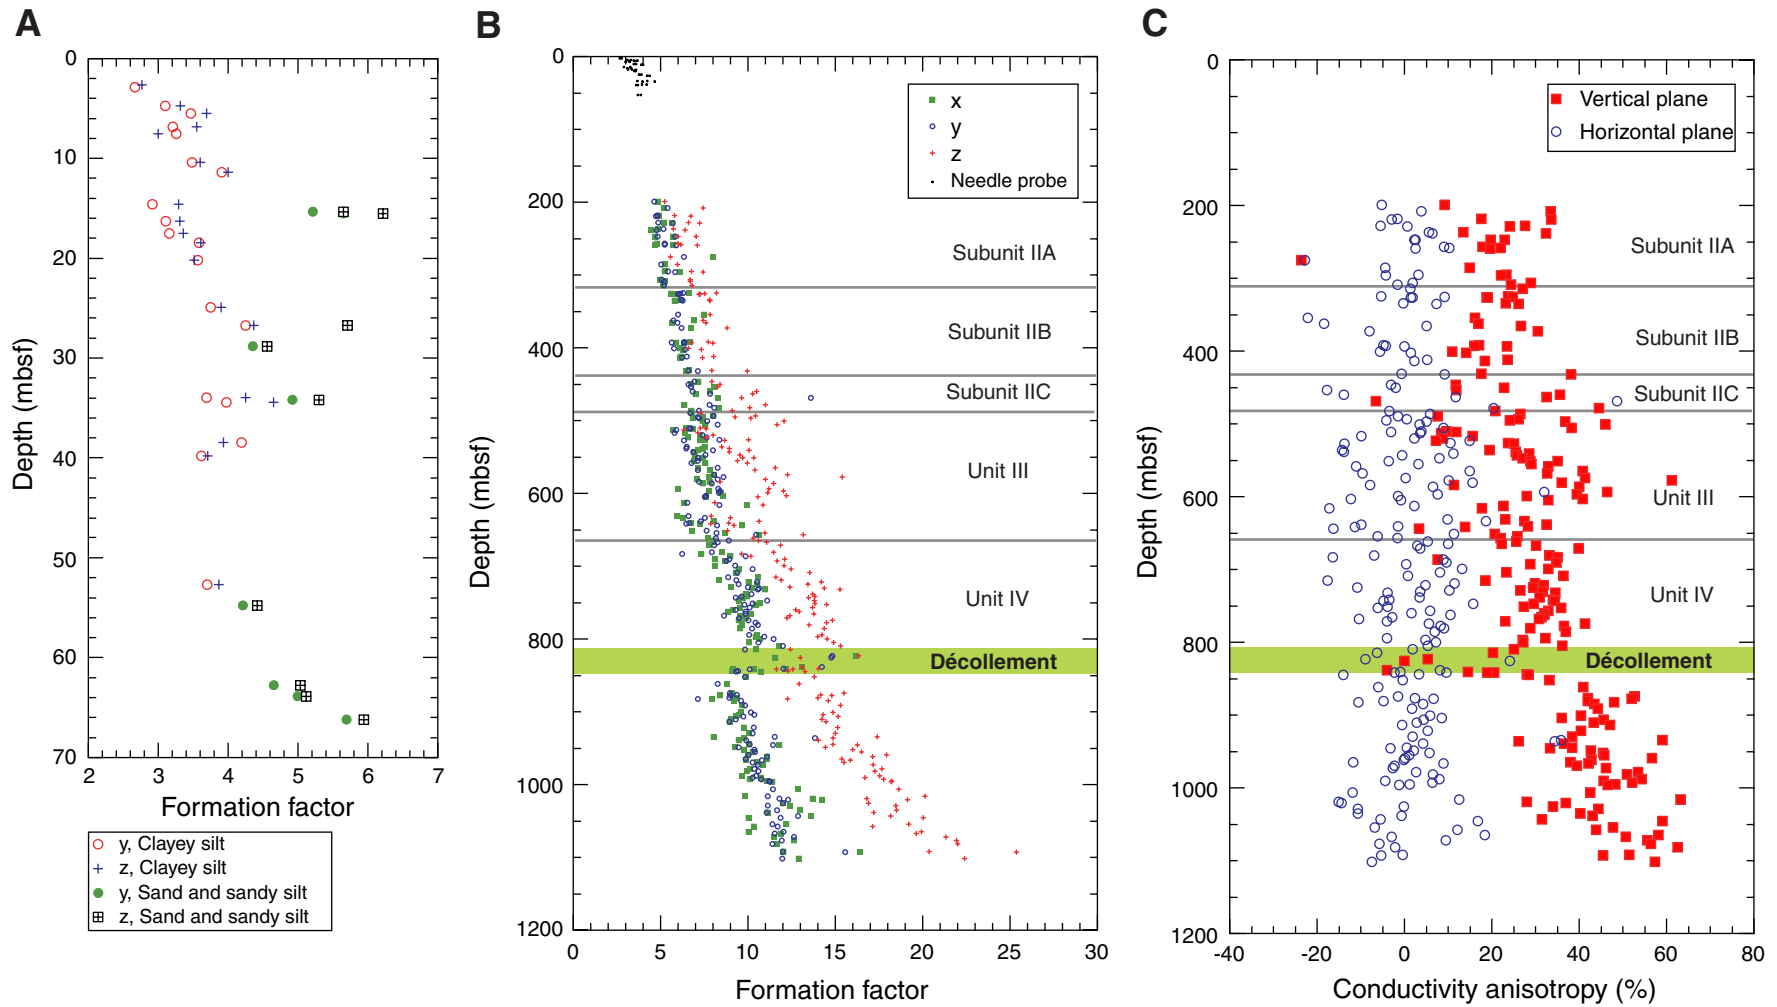 A
0
10
20
30
40
50
60
70
2 3 4 5 6 7
Depth (mbsf)
Formation factor
y, Clayey silt
z, Clayey silt
y, Sand and sandy silt
z, Sand and sandy silt
B
0
200
400
600
800
1000
1200
0 5 10 15 20 25 30
Depth (mbsf)
Formation factor
x
y
z
Needle probe
Subunit IIA
Subunit IIB
Subunit IIC
Unit III
Unit IV
Décollement
C
0
200
400
600
800
1000
1200
-40 -20 0 20 40 60 80
Depth (mbsf)
Conductivity anisotropy (%)
Vertical plane
Horizontal plane
Subunit IIA
Subunit IIB
Subunit IIC
Unit III
Unit IV
Décollement